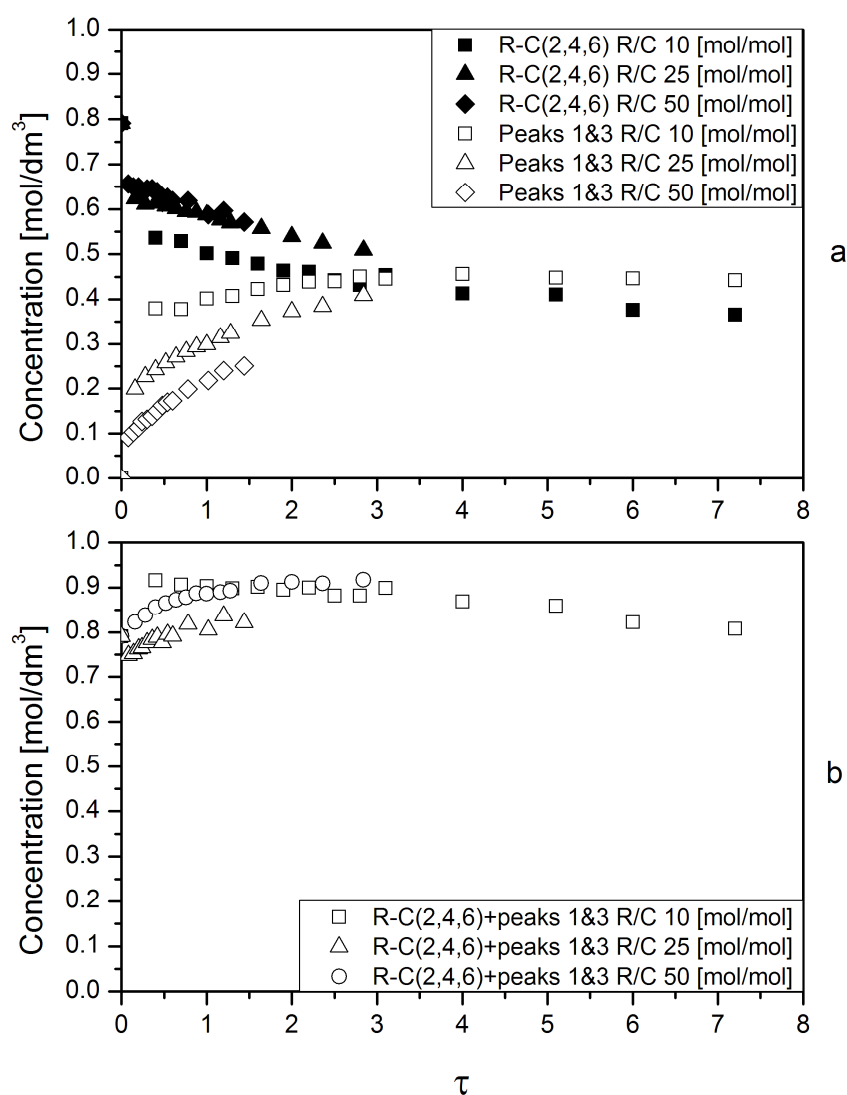 1.0
0.9
0.8
0.7
0.6
0.5
0.4
0.3
0.2
0.1
0.0
Concentration [mol/dm³]
R-C(2,4,6) R/C 10 [mol/mol]
R-C(2,4,6) R/C 25 [mol/mol]
R-C(2,4,6) R/C 50 [mol/mol]
Peaks 1&3 R/C 10 [mol/mol]
Peaks 1&3 R/C 25 [mol/mol]
Peaks 1&3 R/C 50 [mol/mol]
a
0 1 2 3 4 5 6 7 8
1.0
0.9
0.8
0.7
0.6
0.5
0.4
0.3
0.2
0.1
0.0
Concentration [mol/dm³]
b
R-C(2,4,6)+peaks 1&3 R/C 10 [mol/mol]
R-C(2,4,6)+peaks 1&3 R/C 25 [mol/mol]
R-C(2,4,6)+peaks 1&3 R/C 50 [mol/mol]
0 1 2 3 4 5 6 7 8
τ